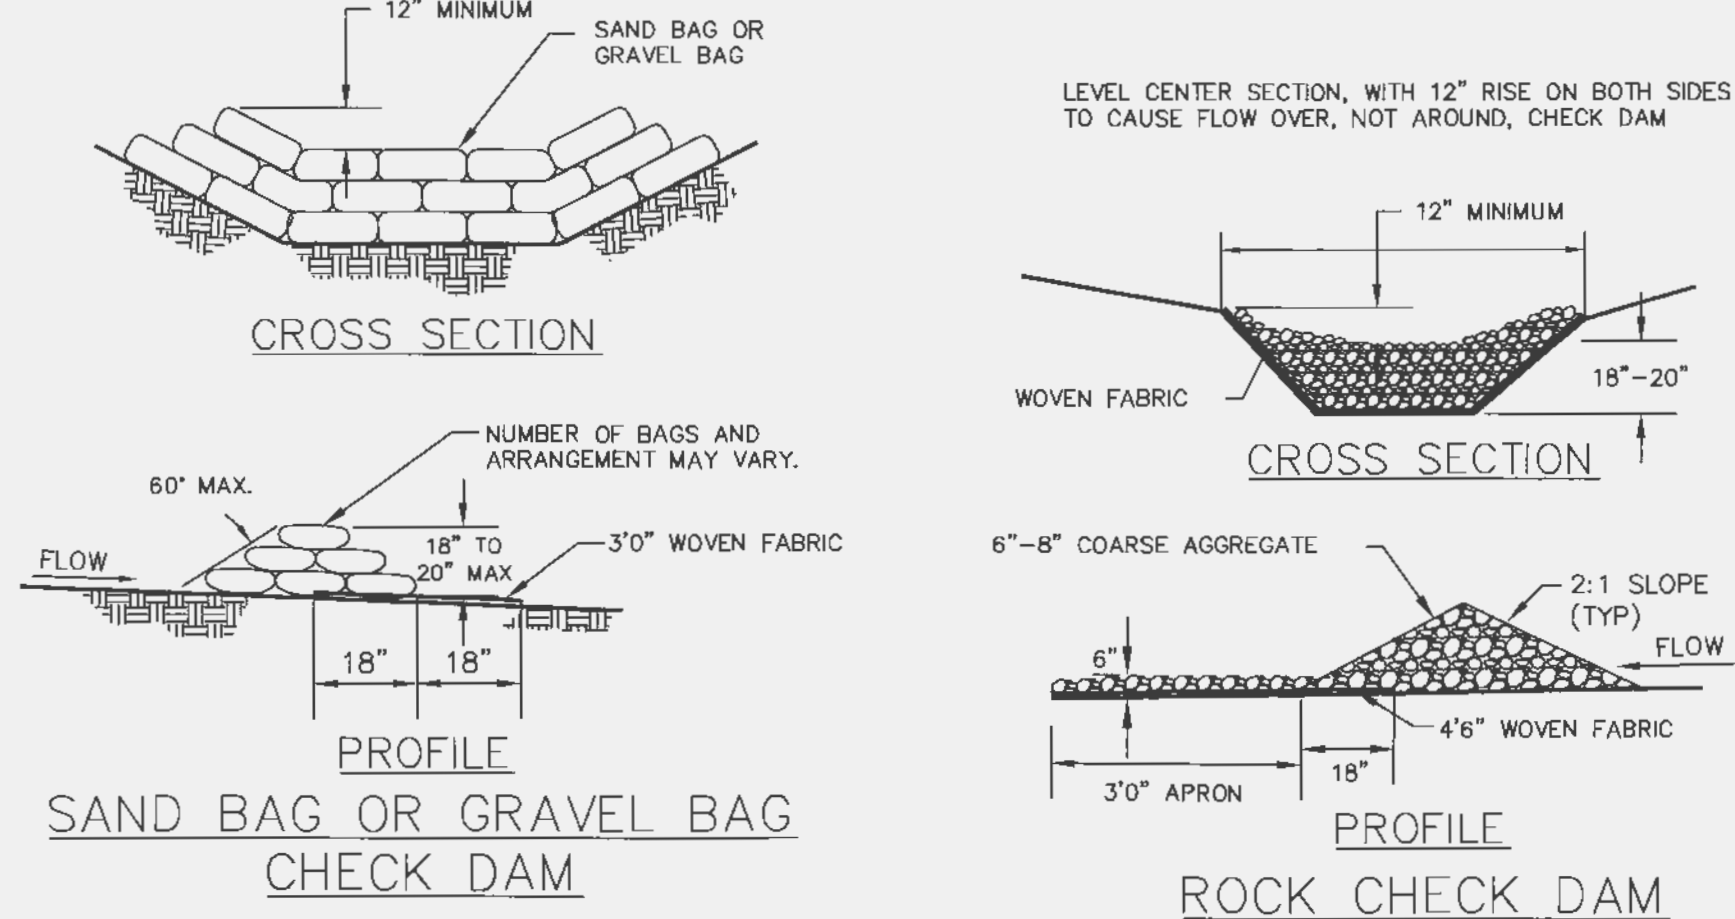 12" MINIMUM
SAND BAG OR
GRAVEL BAG
CROSS SECTION
NUMBER OF BAGS AND
ARRANGEMENT MAY VARY.
60° MAX.
18" TO
20" MAX
3'0" WOVEN FABRIC
FLOW
18"
18"
PROFILE
SAND BAG OR GRAVEL BAG
CHECK DAM
LEVEL CENTER SECTION, WITH 12" RISE ON BOTH SIDES
TO CAUSE FLOW OVER, NOT AROUND, CHECK DAM
12" MINIMUM
18"-20"
WOVEN FABRIC
CROSS SECTION
6"-8" COARSE AGGREGATE
2:1 SLOPE
(TYP)
FLOW
6"
4'6" WOVEN FABRIC
18"
3'0" APRON
PROFILE
ROCK CHECK DAM